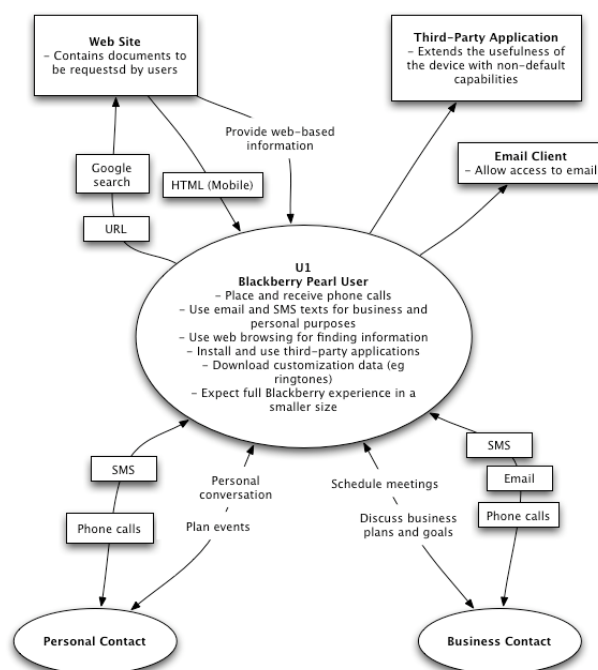 Web Site
– Contains documents to
be requestsd by users
Third-Party Application
– Extends the usefulness of
the device with non-default
capabilities
Provide web-based
information
Email Client
– Allow access to email
Google
search
HTML (Mobile)
URL
U1
Blackberry Pearl User
– Place and receive phone calls
– Use email and SMS texts for business and
personal purposes
– Use web browsing for finding information
– Install and use third-party applications
– Download customization data (eg
ringtones)
– Expect full Blackberry experience in a
smaller size
SMS
Phone calls
Personal
conversation
Plan events
Schedule meetings
Discuss business
plans and goals
SMS
Email
Phone calls
Personal Contact
Business Contact